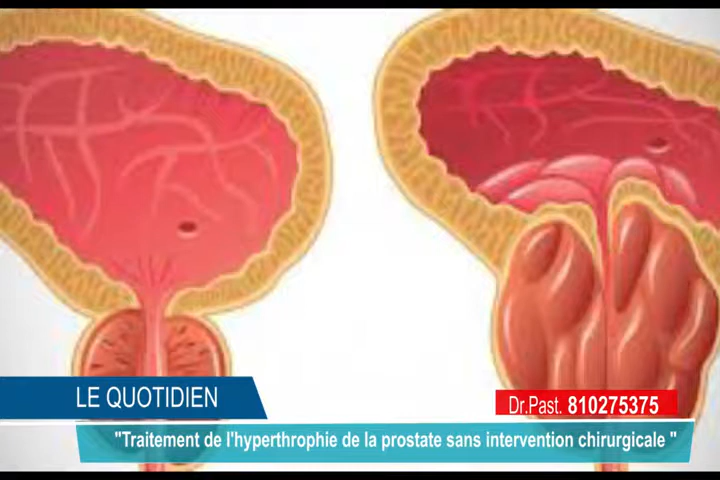 LE QUOTIDIEN
Dr.Past. 810275375
"Traitement de l'hyperthrophie de la prostate sans intervention chirurgicale "